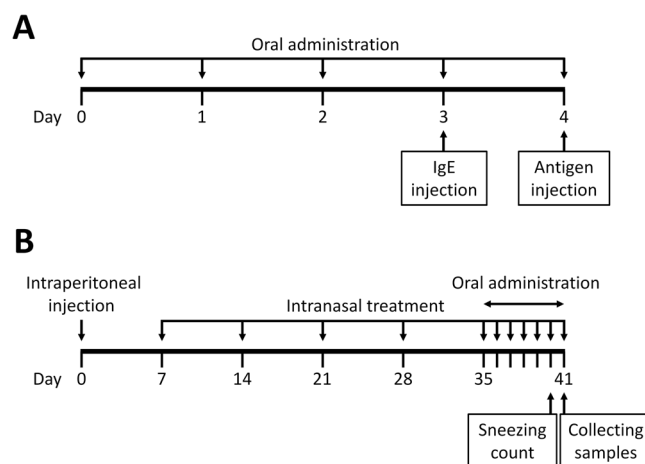 A
Oral administration
Day 0 1 2 3 4
IgE
injection
Antigen
injection
B
Intraperitoneal
injection
Oral administration
Intranasal treatment
Day 0 7 14 21 28 35 41
Sneezing
count
Collecting
samples